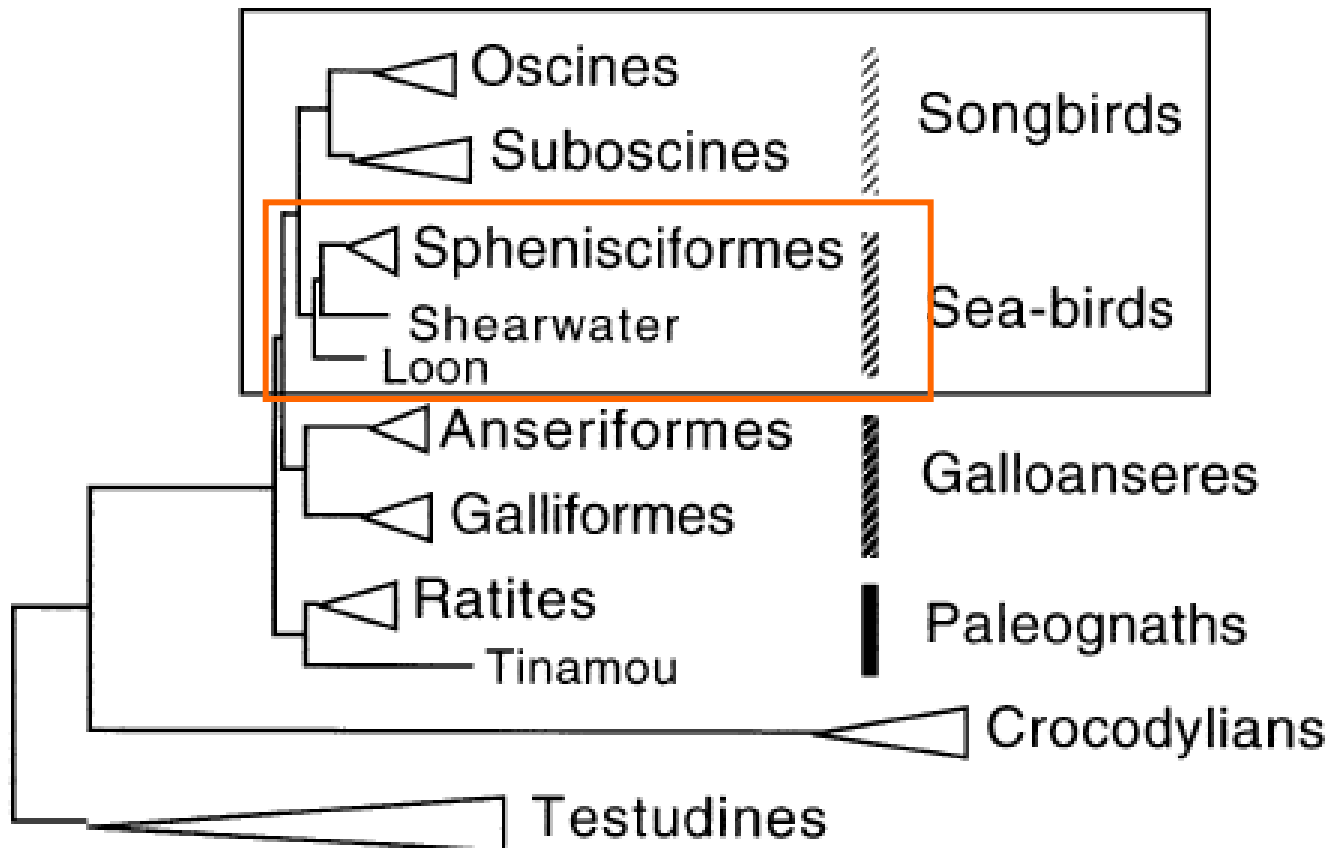 Oscines
Songbirds
Suboscines
Sphenisciformes
Sea-birds
Shearwater
Loon
Anseriformes
Galloanseres
Galliformes
Ratites
Paleognaths
Tinamou
Crocodylians
Testudines